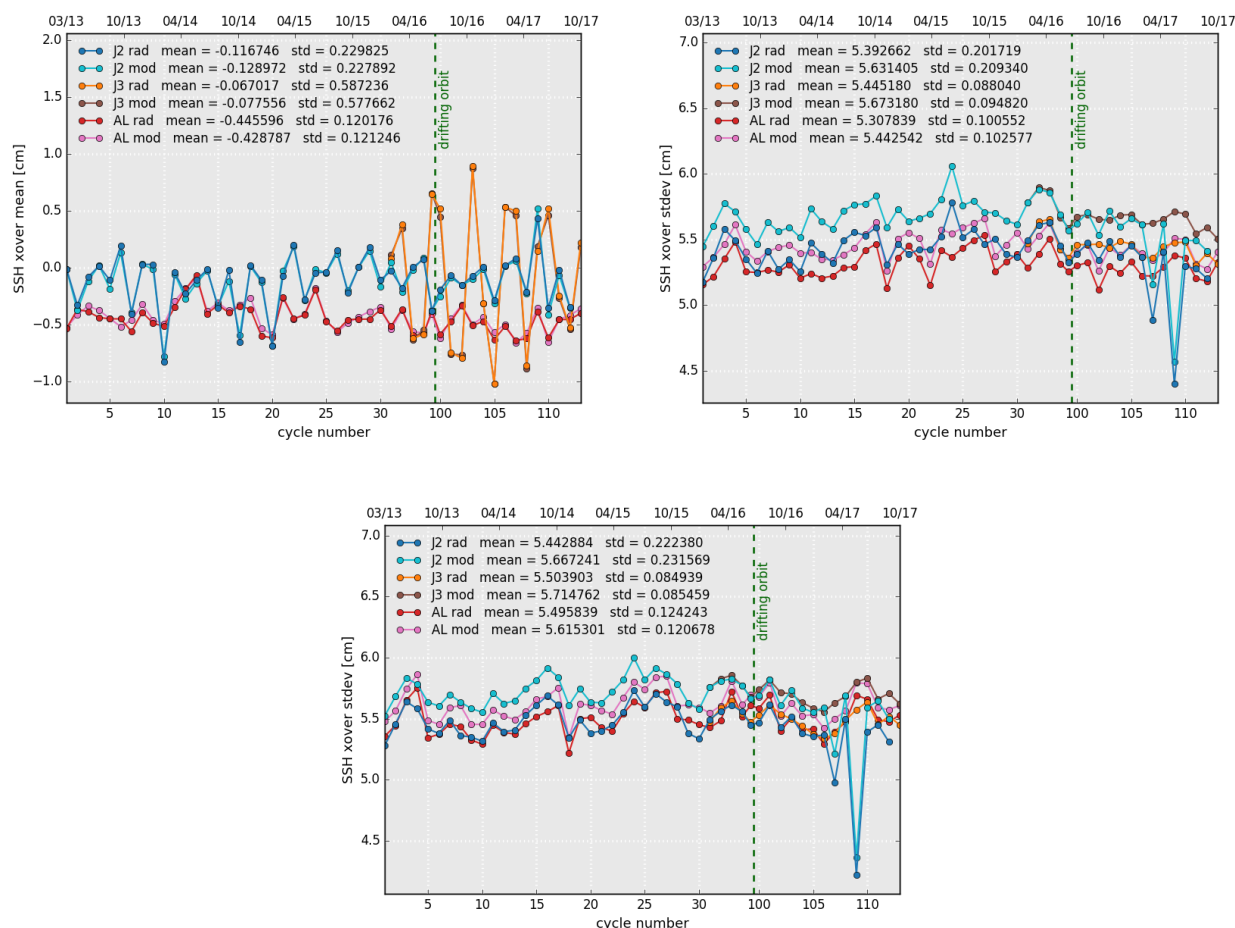 03/13 10/13 04/14 10/14 04/15 10/15 04/16 10/16 04/17 10/17
2.0
1.5
1.0
0.5
0.0
−0.5
−1.0
SSH xover mean [cm]
J2 rad mean = -0.116746 std = 0.229825
J2 mod mean = -0.128972 std = 0.227892
J3 rad mean = -0.067017 std = 0.587236
J3 mod mean = -0.077556 std = 0.577662
AL rad mean = -0.445596 std = 0.120176
AL mod mean = -0.428787 std = 0.121246
drifting orbit
5 10 15 20 25 30 100 105 110
cycle number
03/13 10/13 04/14 10/14 04/15 10/15 04/16 10/16 04/17 10/17
7.0
6.5
6.0
5.5
5.0
4.5
SSH xover stdev [cm]
J2 rad mean = 5.392662 std = 0.201719
J2 mod mean = 5.631405 std = 0.209340
J3 rad mean = 5.445180 std = 0.088040
J3 mod mean = 5.673180 std = 0.094820
AL rad mean = 5.307839 std = 0.100552
AL mod mean = 5.442542 std = 0.102577
drifting orbit
5 10 15 20 25 30 100 105 110
cycle number
03/13 10/13 04/14 10/14 04/15 10/15 04/16 10/16 04/17 10/17
7.0
6.5
6.0
5.5
5.0
4.5
SSH xover stdev [cm]
J2 rad mean = 5.442884 std = 0.222380
J2 mod mean = 5.667241 std = 0.231569
J3 rad mean = 5.503903 std = 0.084939
J3 mod mean = 5.714762 std = 0.085459
AL rad mean = 5.495839 std = 0.124243
AL mod mean = 5.615301 std = 0.120678
drifting orbit
5 10 15 20 25 30 100 105 110
cycle number